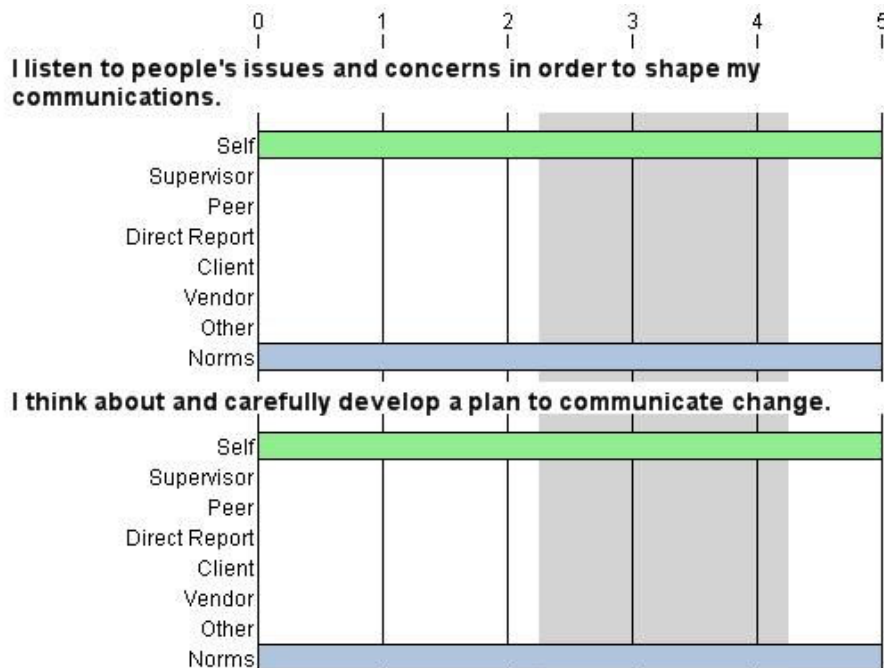 0 1 2 3 4 5
I listen to people's issues and concerns in order to shape my
communications.
Self
Supervisor
Peer
Direct Report
Client
Vendor
Other
Norms
I think about and carefully develop a plan to communicate change.
Self
Supervisor
Peer
Direct Report
Client
Vendor
Other
Norms